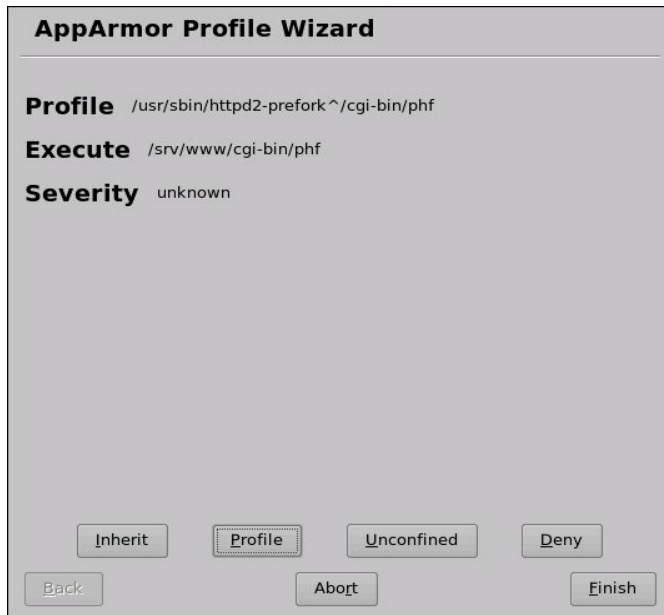 AppArmor Profile Wizard
Profile /usr/sbin/httpd2-prefork^/cgi-bin/phf
Execute /srv/www/cgi-bin/phf
Severity unknown
Inherit Profile Unconfined Deny
Back Abort Finish